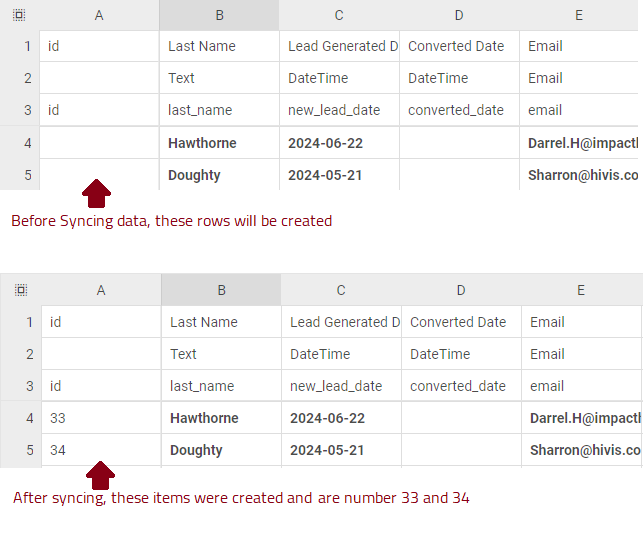 A B C D E
1 id Last Name Lead Generated D Converted Date Email
2 Text DateTime DateTime Email
3 id last_name new_lead_date converted_date email
4 Hawthorne 2024-06-22 Darrel.H@impactl
5 Doughty 2024-05-21 Sharron@hivis.co
Before Syncing data, these rows will be created
A B C D E
1 id Last Name Lead Generated D Converted Date Email
2 Text DateTime DateTime Email
3 id last_name new_lead_date converted_date email
4 33 Hawthorne 2024-06-22 Darrel.H@impactl
5 34 Doughty 2024-05-21 Sharron@hivis.co
After syncing, these items were created and are number 33 and 34